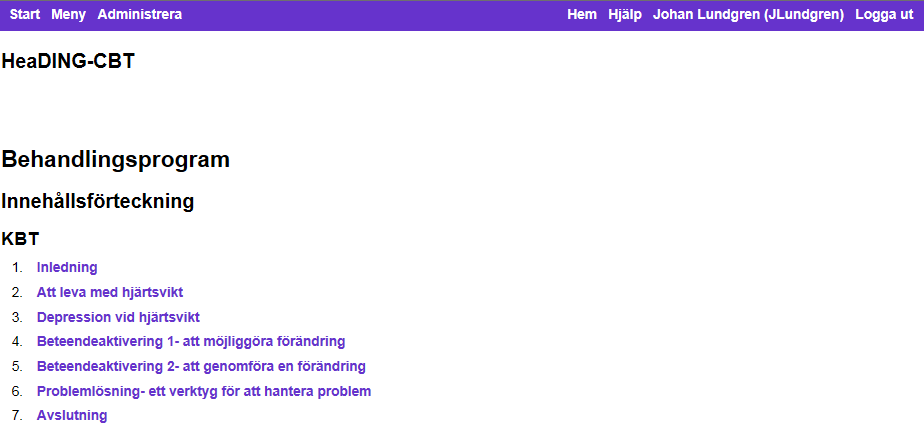 Start Meny Administrera Hem Hjälp Johan Lundgren (JLundgren) Logga ut
HeaDING-CBT
Behandlingsprogram
Innehållsförteckning
KBT
1. Inledning
2. Att leva med hjärtsvikt
3. Depression vid hjärtsvikt
4. Beteendeaktivering 1- att möjliggöra förändring
5. Beteendeaktivering 2- att genomföra en förändring
6. Problemlösning- ett verktyg för att hantera problem
7. Avslutning